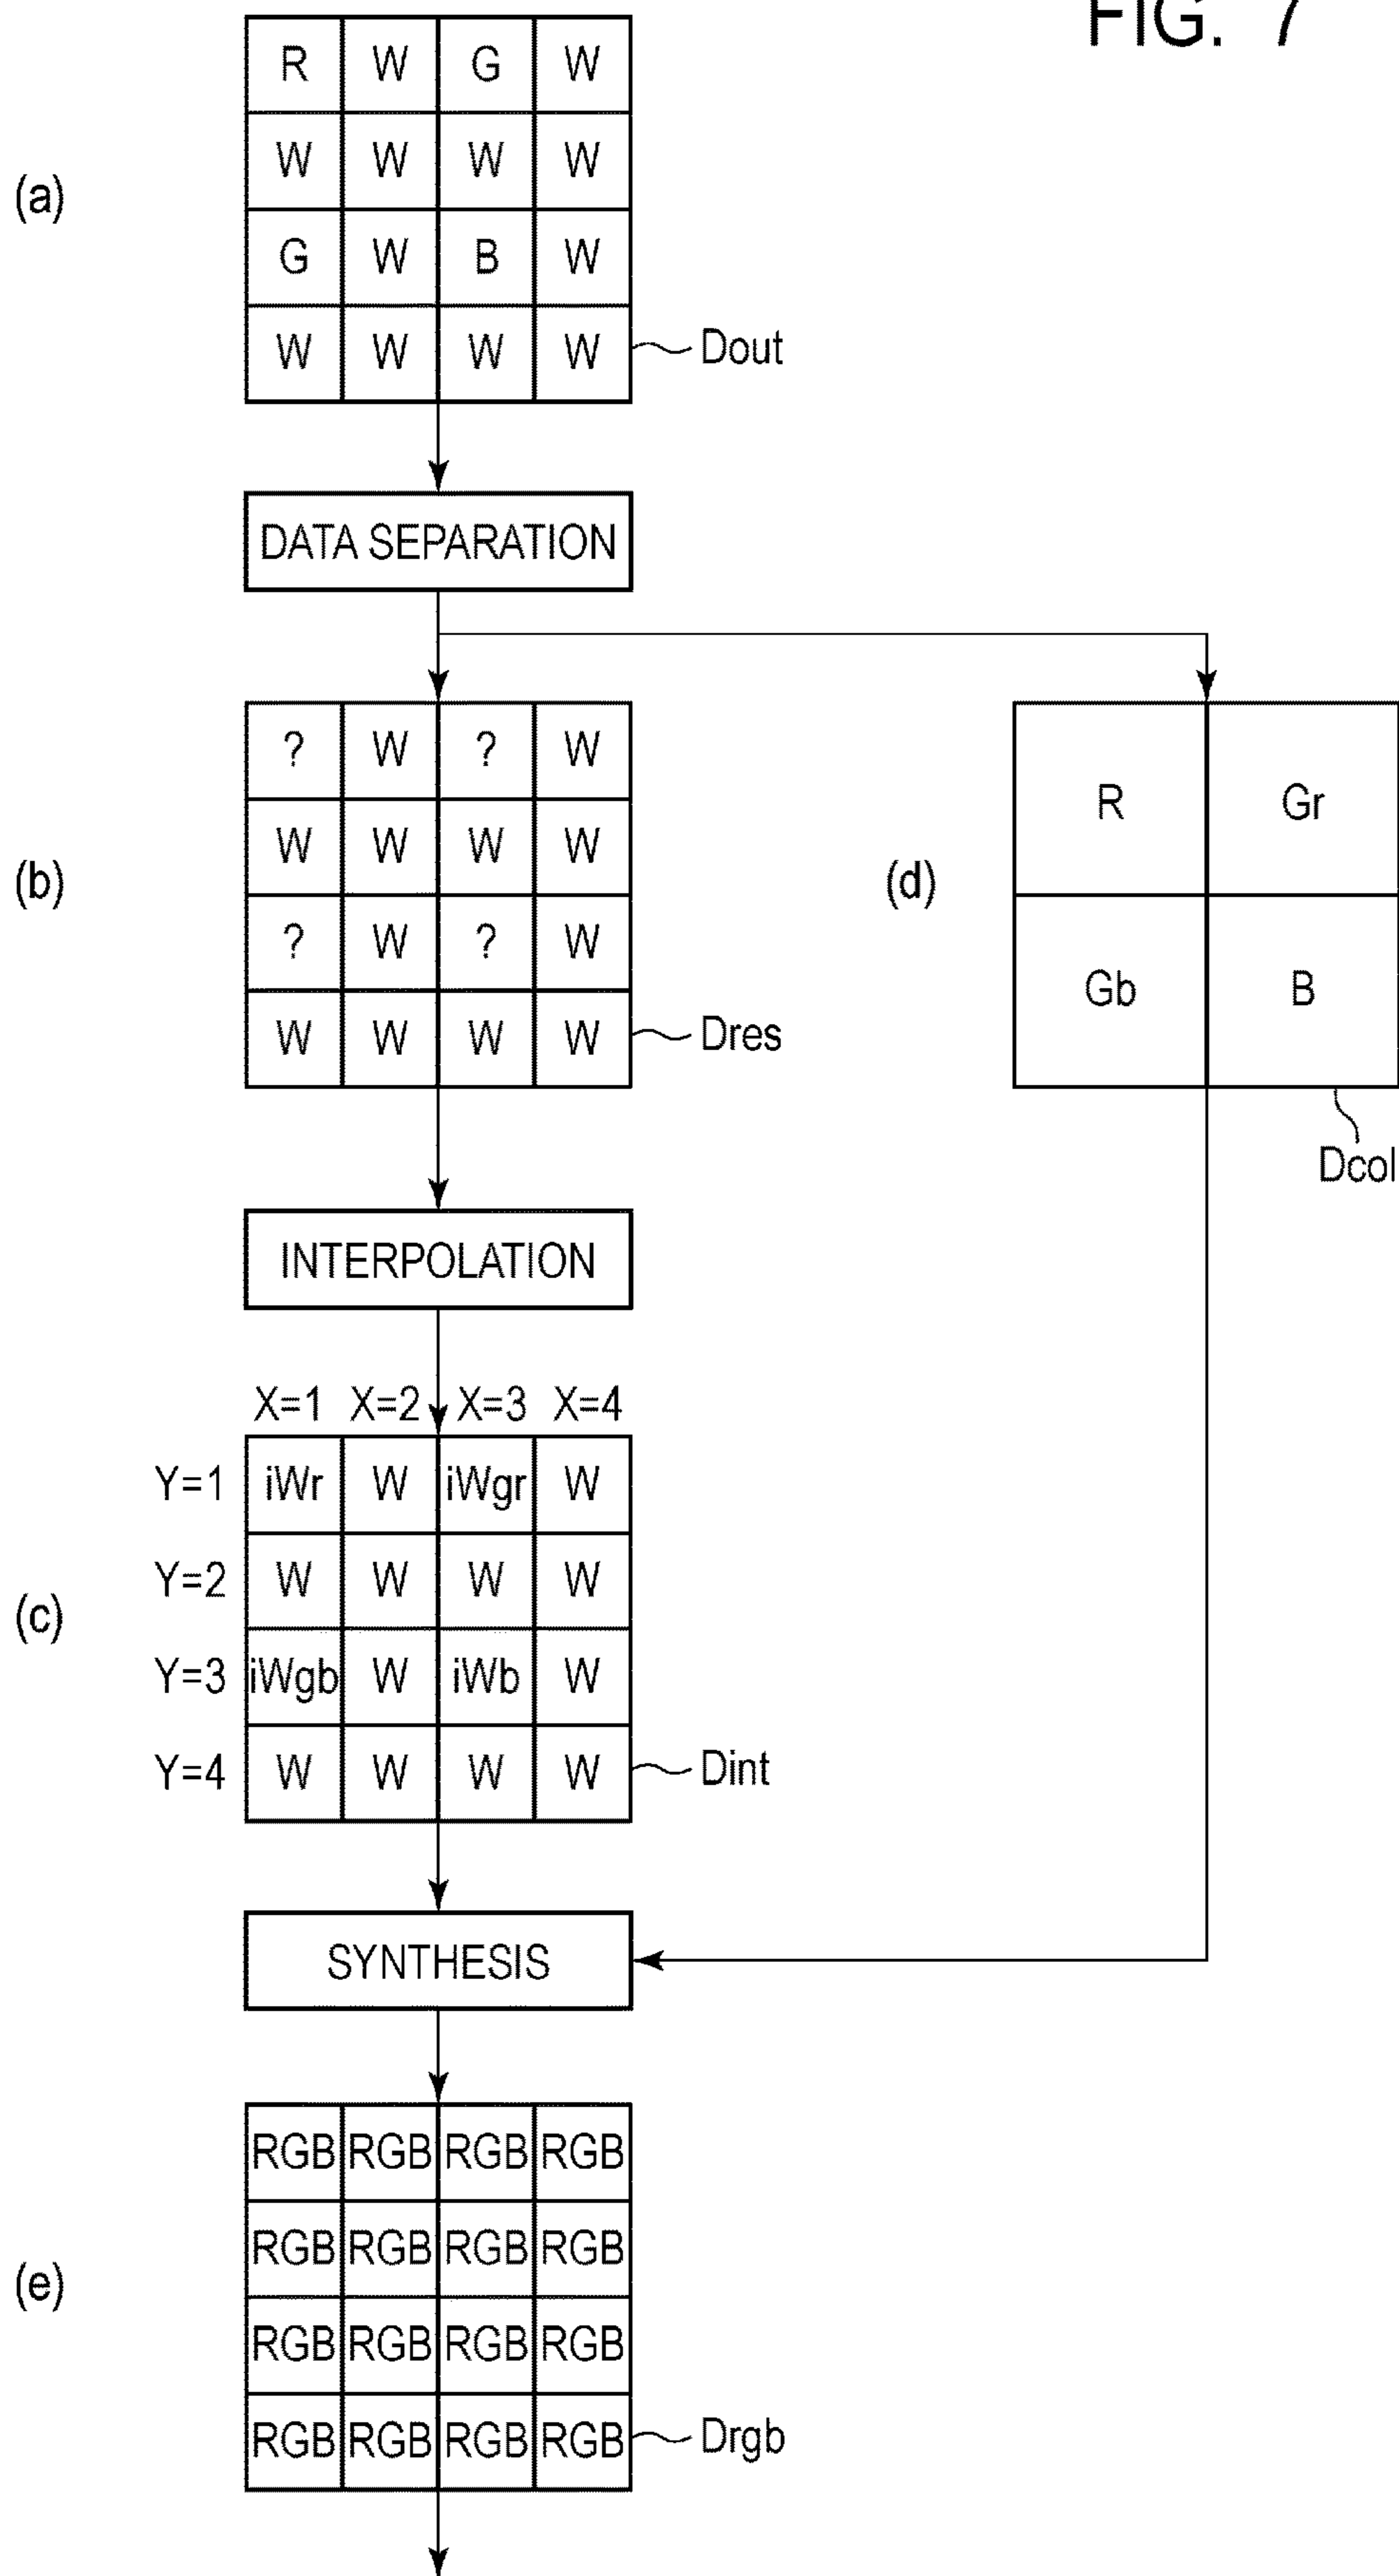 FIG. 7
R W G W
W W W W
(a)
G W B W
W W W W Dout
DATA SEPARATION
? W ? W
R Gr
W W W W
(b)
(d)
? W ? W
Gb B
W W W W Dres
Dcol
INTERPOLATION
X=1 X=2 X=3 X=4
Y=1 iWr W iWgr W
Y=2 W W W W
(c)
Y=3 iWgb W iWb W
Y=4 W W W W Dint
SYNTHESIS
RGB RGB RGB RGB
RGB RGB RGB RGB
(e)
RGB RGB RGB RGB
RGB RGB RGB RGB Drgb